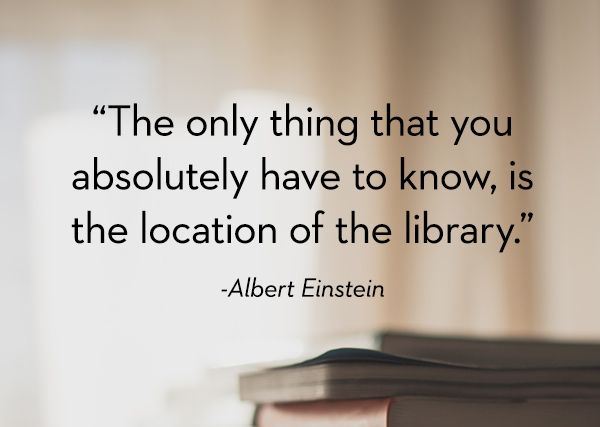 “The only thing that you
absolutely have to know, is
the location of the library.”
-Albert Einstein